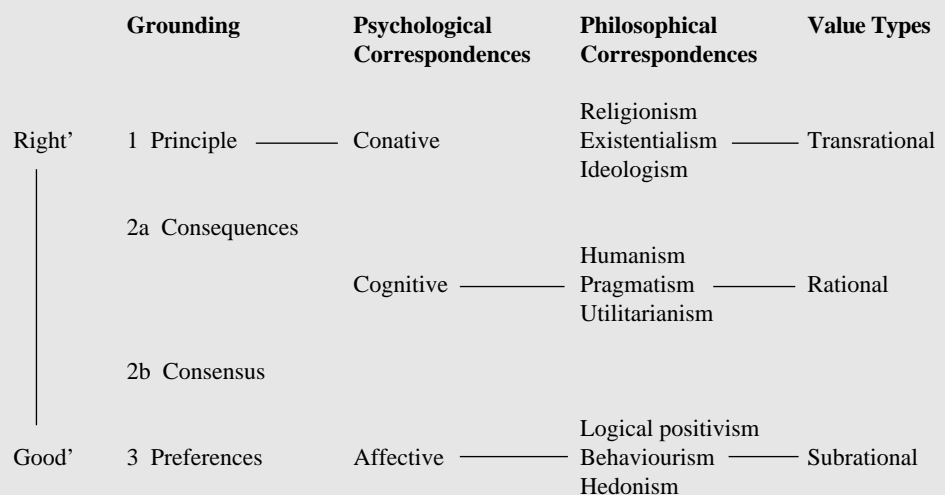 Grounding Psychological Correspondences Philosophical Correspondences Value Types
Religionism
Right’ 1 Principle Conative Existentialism Transrational
Ideologism
2a Consequences
Humanism
Cognitive Pragmatism Rational
Utilitarianism
2b Consensus
Logical positivism
Good’ 3 Preferences Affective Behaviourism Subrational
Hedonism